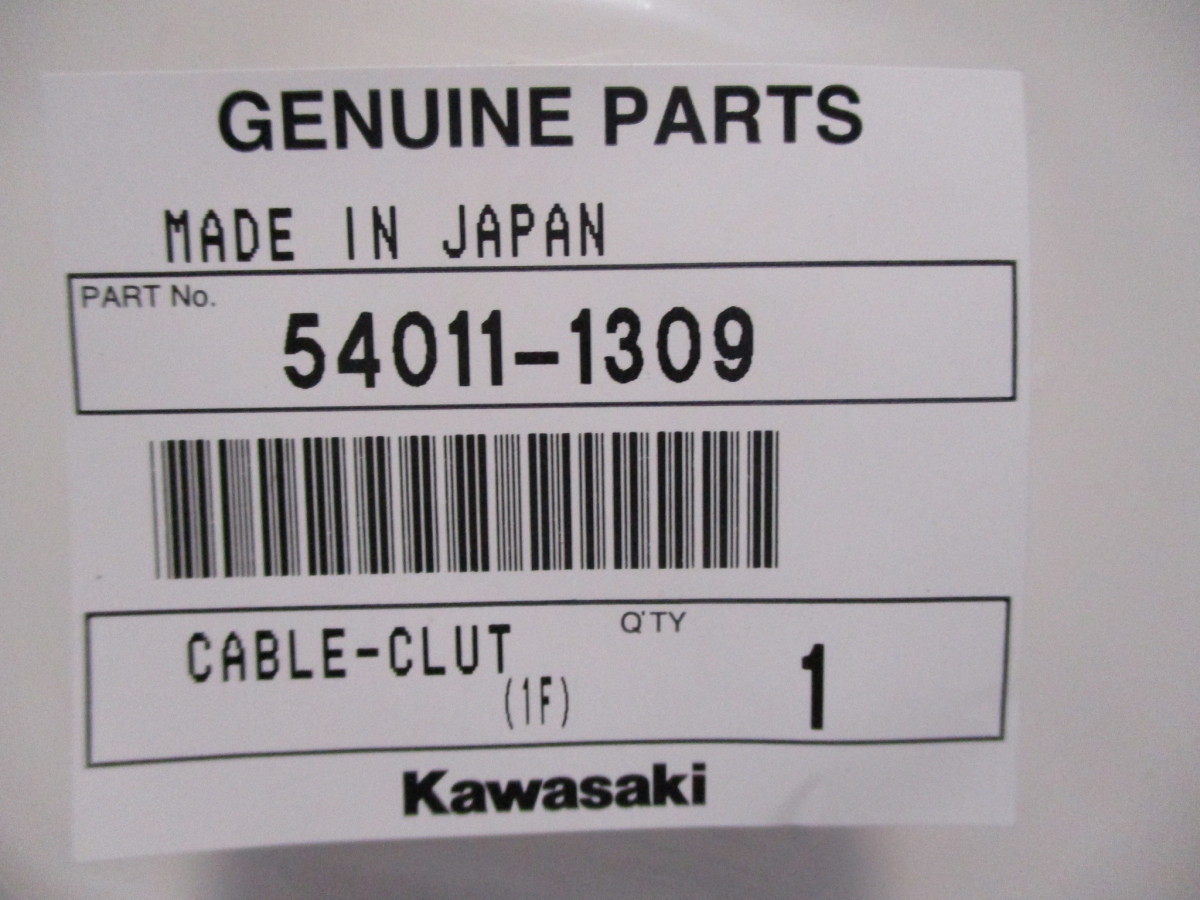 GENUINE PARTS
MADE IN JAPAN
PART No.
54011-1309
CABLE-CLUT
(1F)
Q'TY
1
Kawasaki